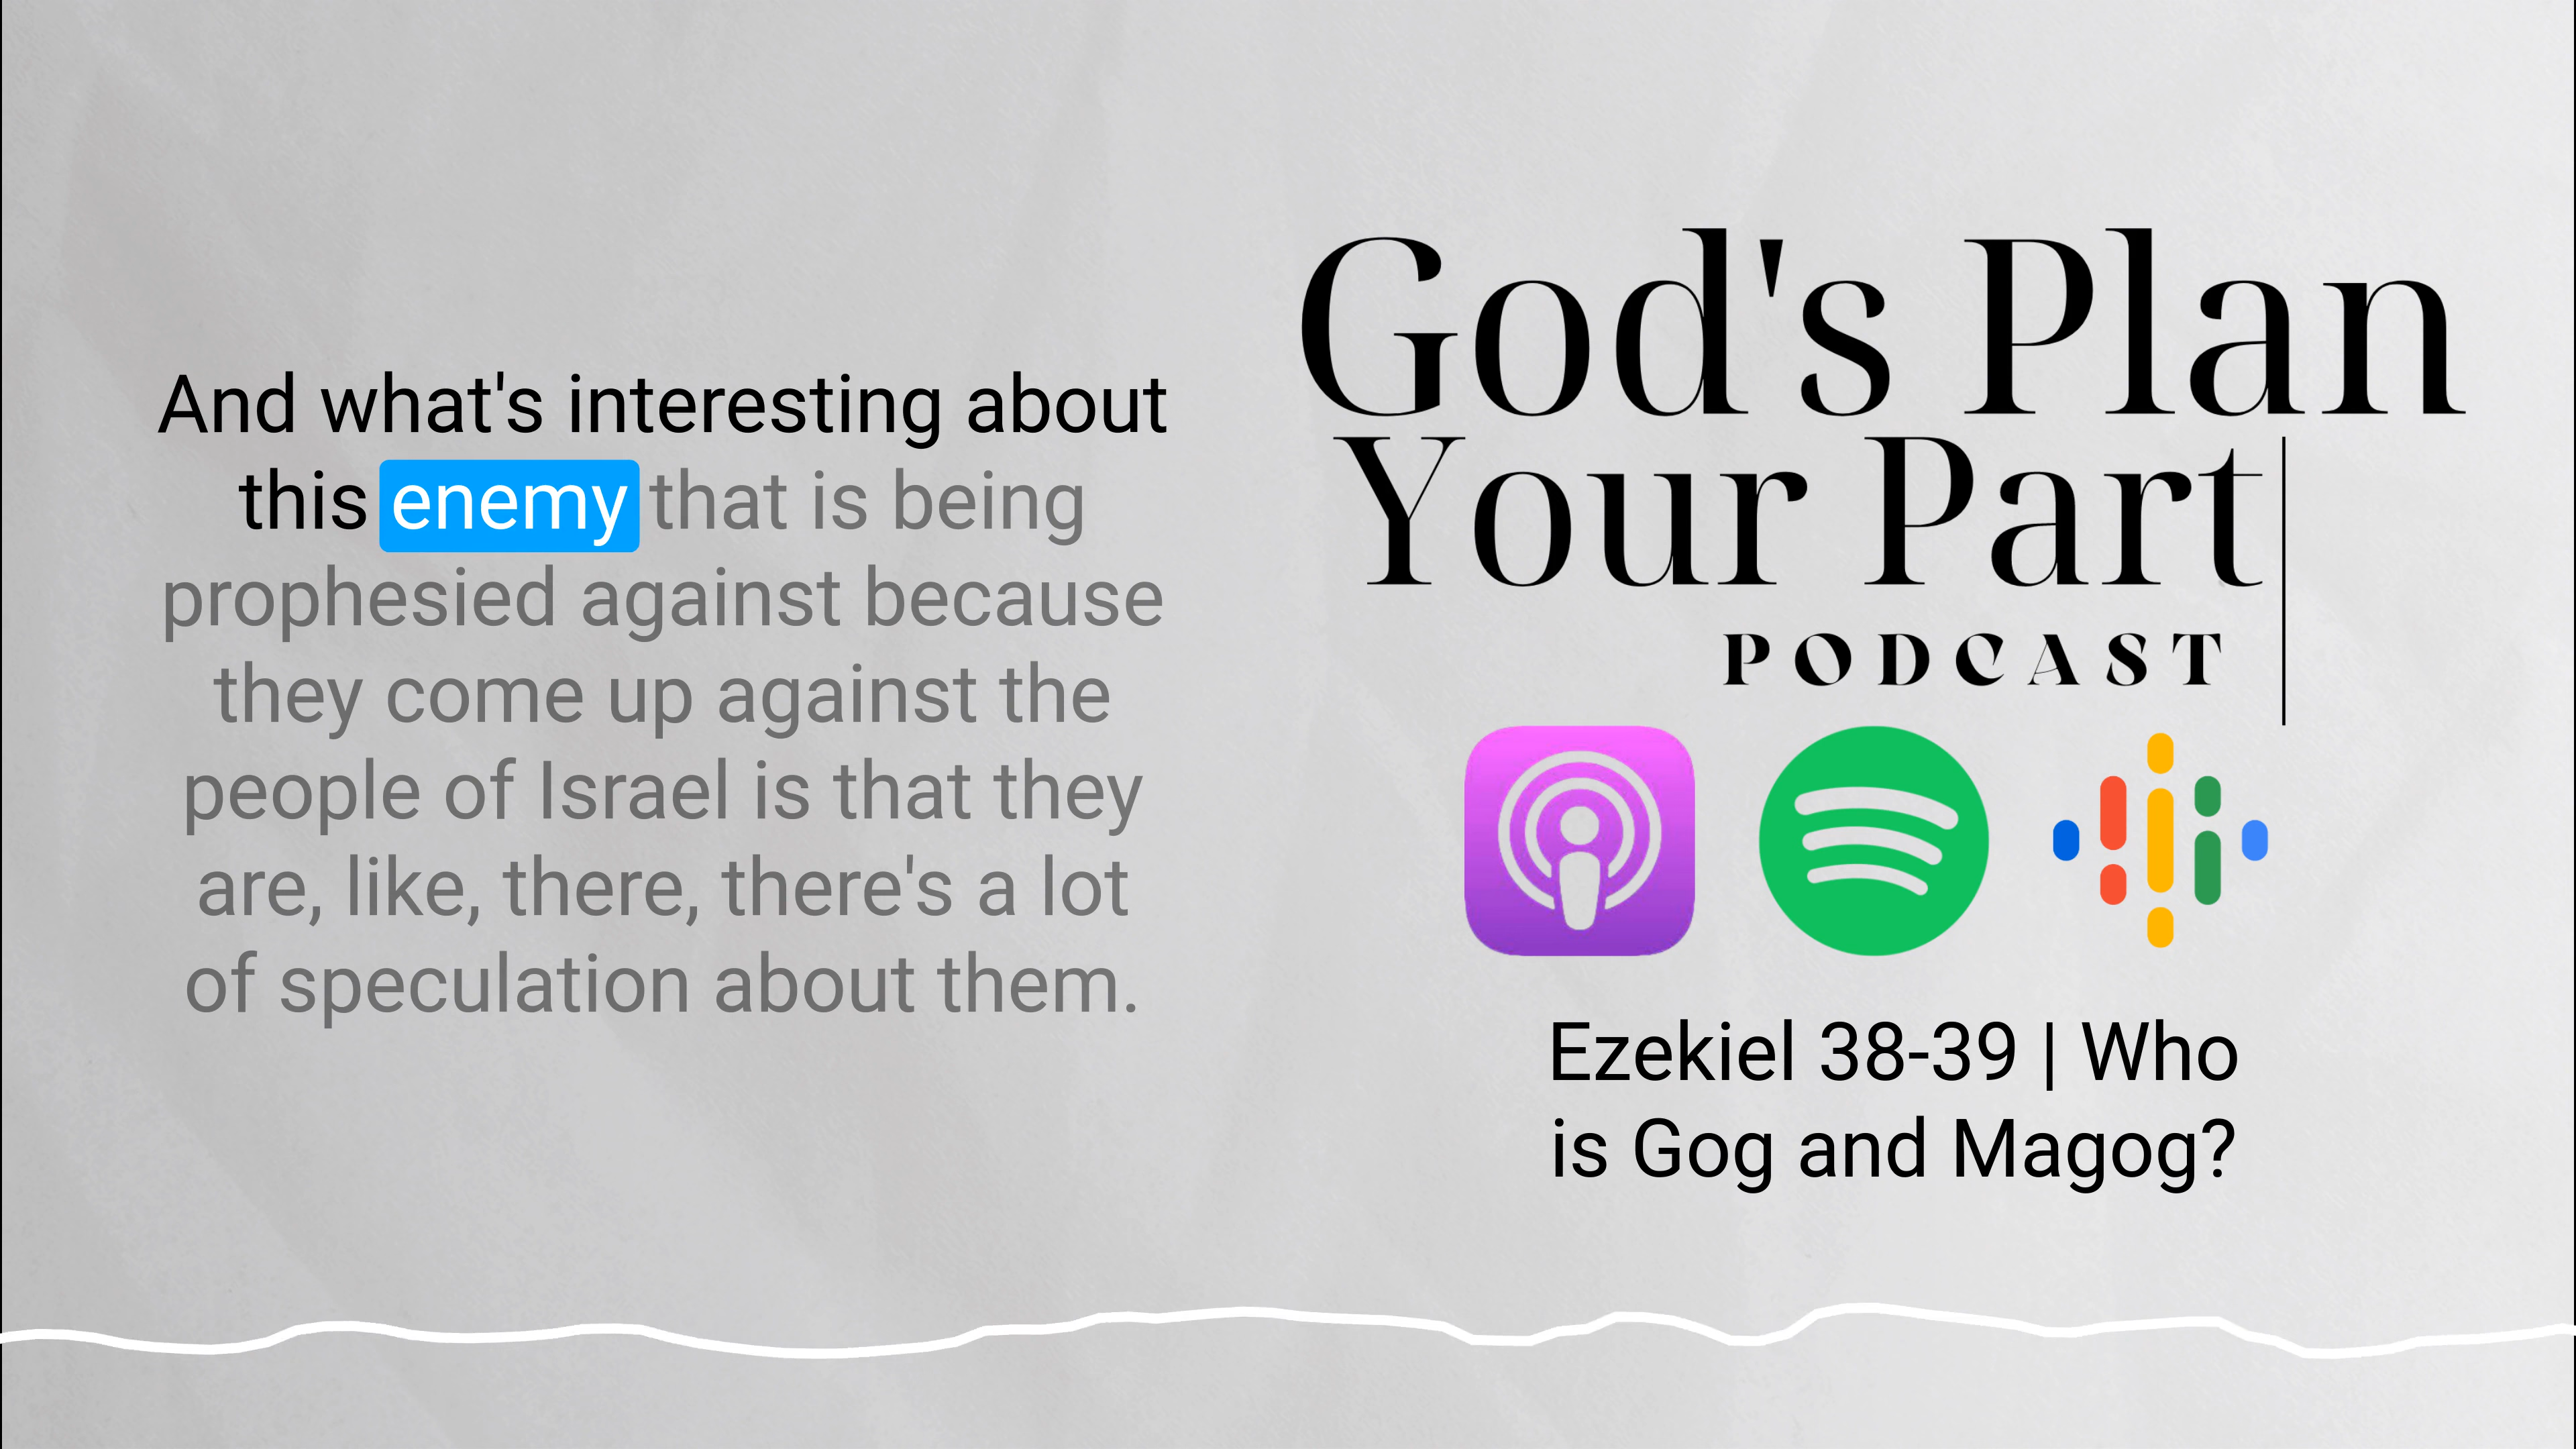 And what's interesting about
this enemy that is being
prophesied against because
they come up against the
people of Israel is that they
are, like, there, there's a lot
of speculation about them.
God's Plan
Your Part
PODCAST
Ezekiel 38-39 | Who
is Gog and Magog?